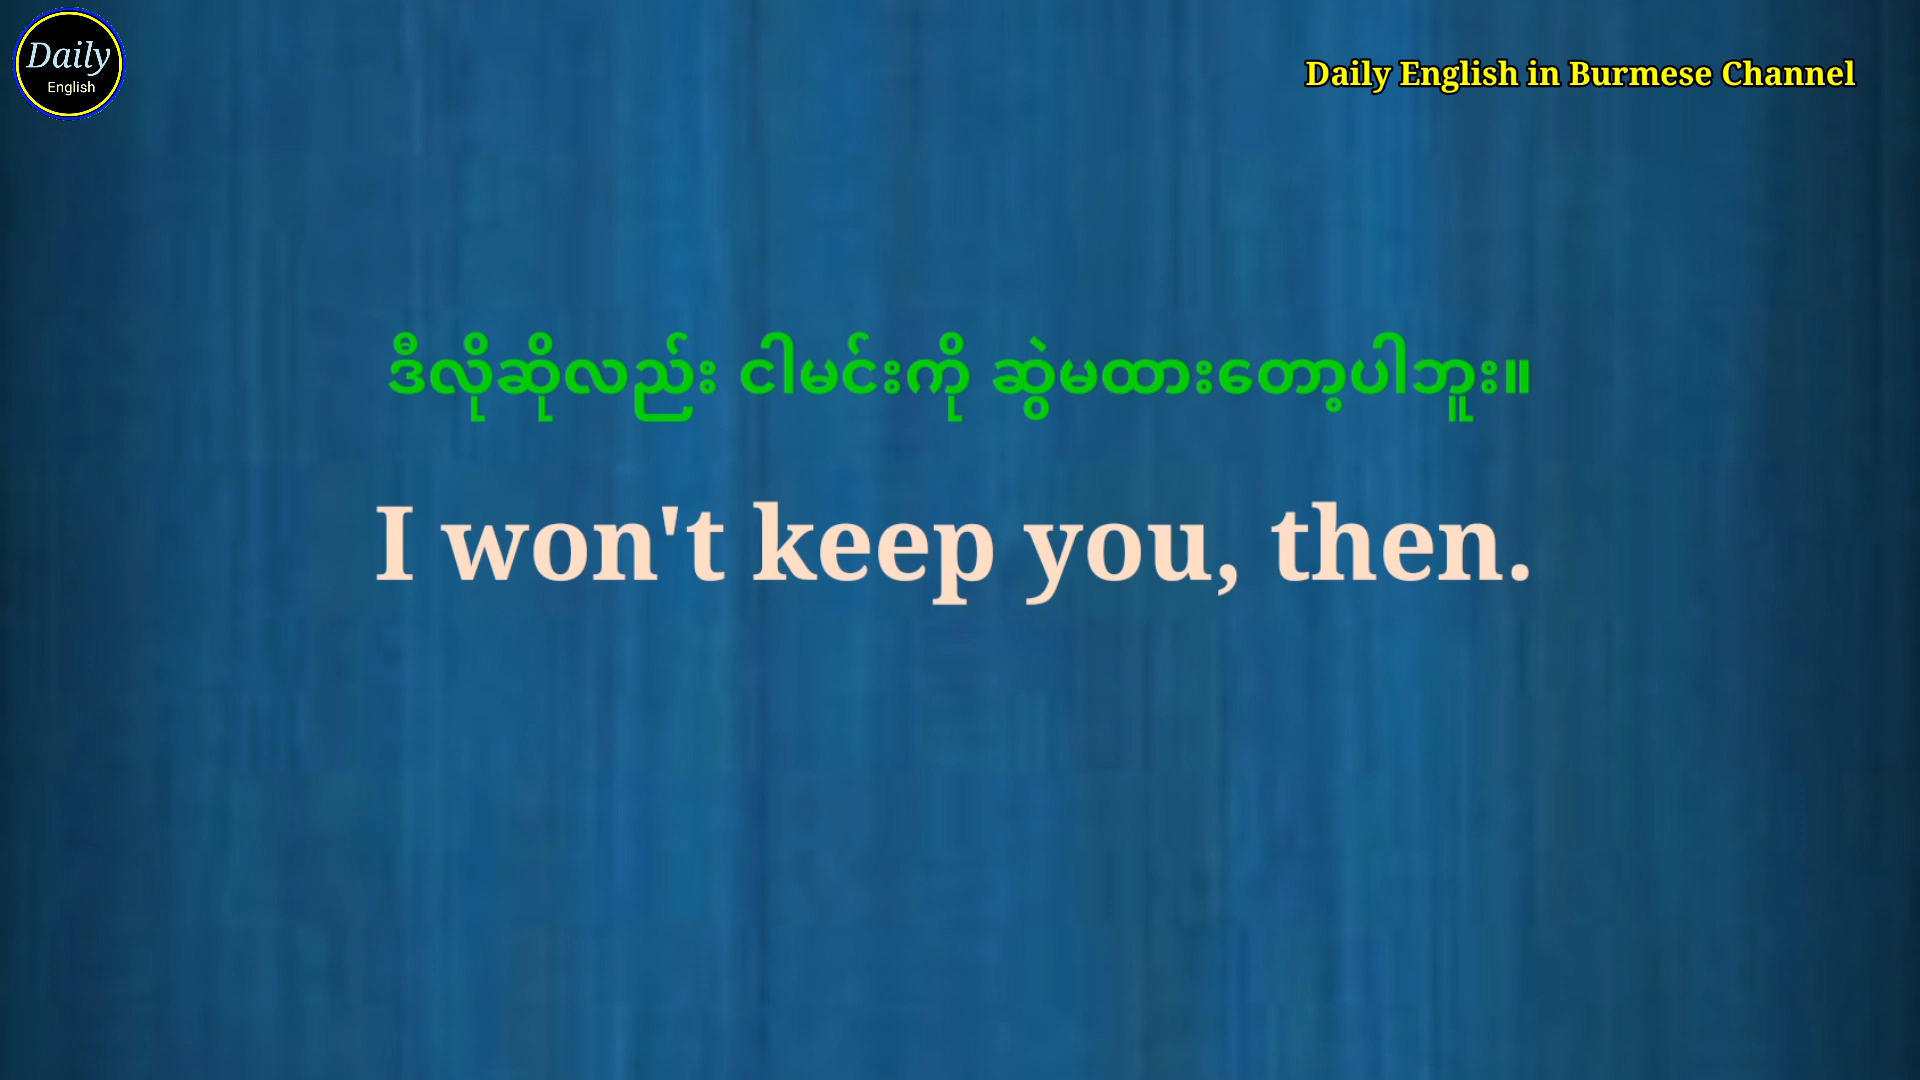 Daily
English
Daily English in Burmese Channel
ဒီလိုဆိုလည်း ငါမင်းကို ဆွဲမထားတော့ပါဘူး။
I won't keep you, then.